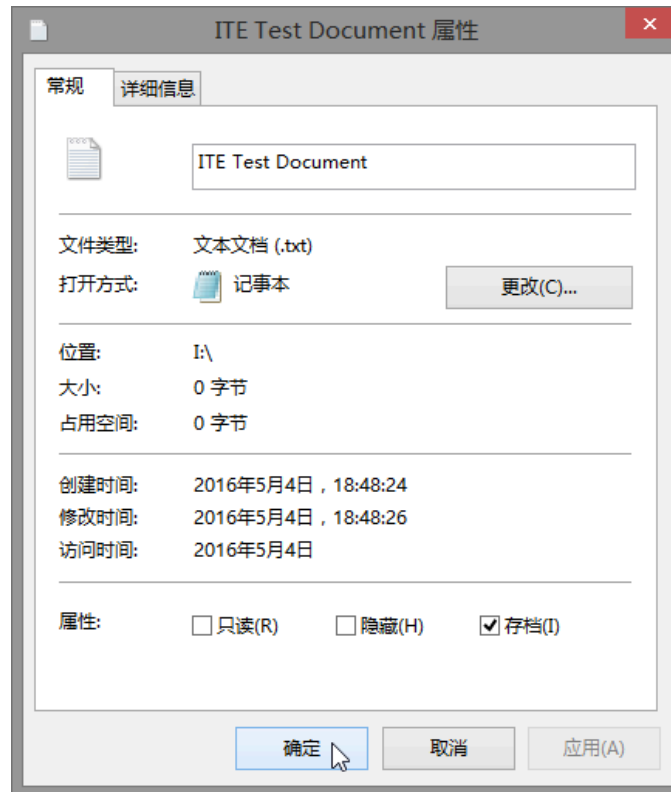 ITE Test Document 属性
常规 详细信息
ITE Test Document
文件类型: 文本文档 (.txt)
打开方式: 记事本 更改(C)...
位置: I:\
大小: 0 字节
占用空间: 0 字节
创建时间: 2016年5月4日，18:48:24
修改时间: 2016年5月4日，18:48:26
访问时间: 2016年5月4日
属性: 只读(R) 隐藏(H) 存档(I)
确定 取消 应用(A)